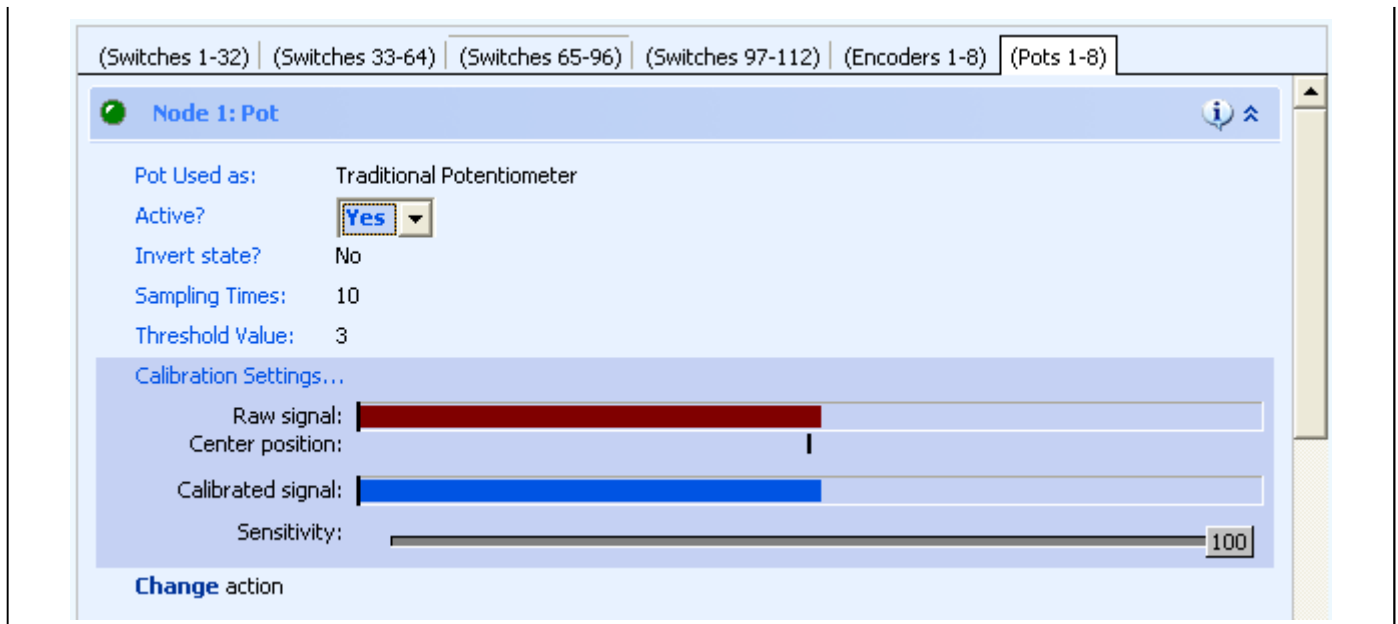 (Switches 1-32) (Switches 33-64) (Switches 65-96) (Switches 97-112) (Encoders 1-8) (Pots 1-8)
Node 1: Pot
Pot Used as: Traditional Potentiometer
Active? Yes
Invert state? No
Sampling Times: 10
Threshold Value: 3
Calibration Settings...
Raw signal:
Center position:
Calibrated signal:
Sensitivity: 100
Change action